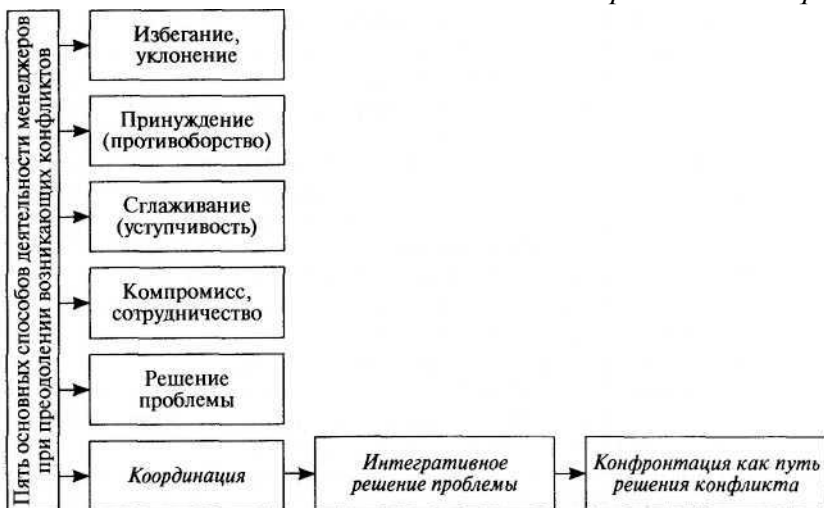 Пять основных способов деятельности менеджеров
при преодолении возникающих конфликтов
Избегание,
уклонение
Принуждение
(противоборство)
Сглаживание
(уступчивость)
Компромисс,
сотрудничество
Решение
проблемы
Координация
Интегративное
решение проблемы
Конфронтация как путь
решения конфликта